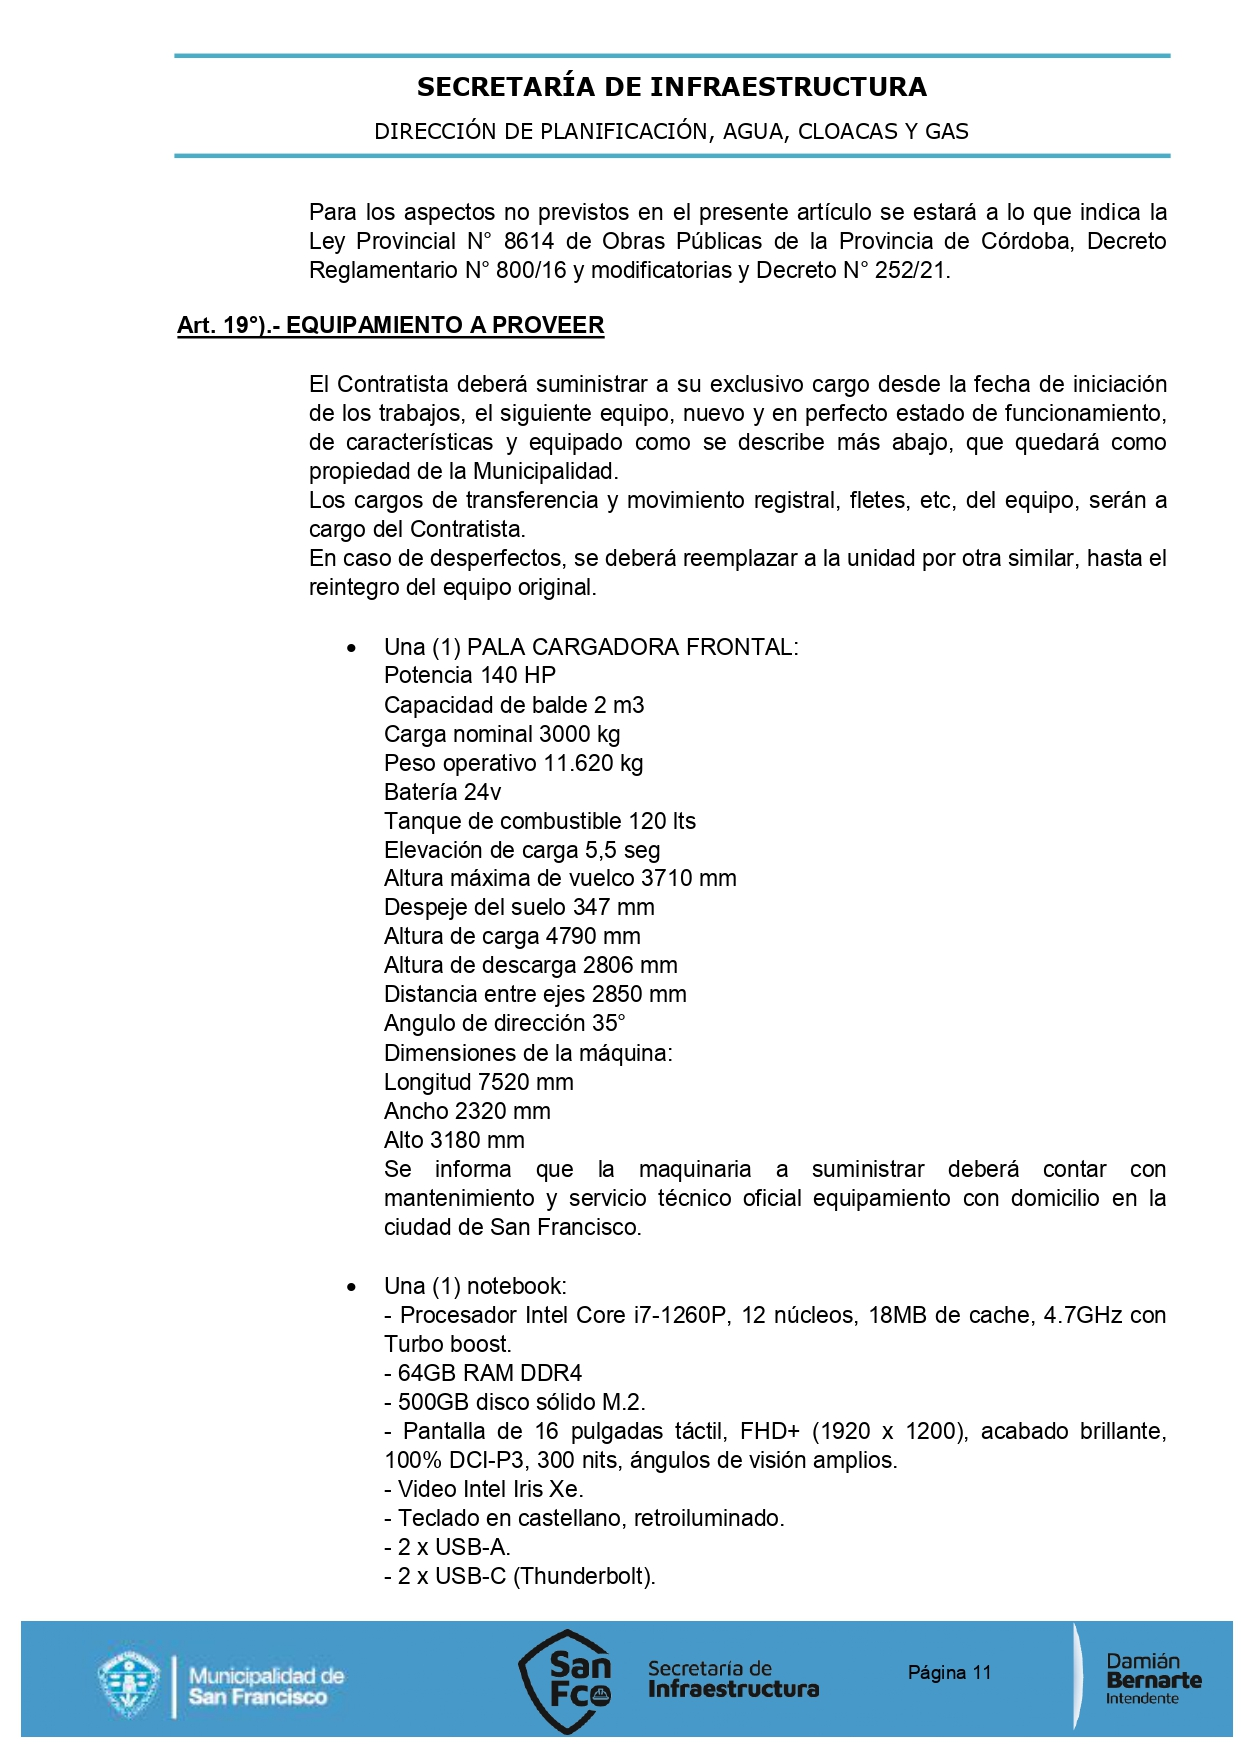 SECRETARÍA DE INFRAESTRUCTURA
DIRECCIÓN DE PLANIFICACIÓN, AGUA, CLOACAS Y GAS
Para los aspectos no previstos en el presente artículo se estará a lo que indica la
Ley Provincial N° 8614 de Obras Públicas de la Provincia de Córdoba, Decreto
Reglamentario N° 800/16 y modificatorias y Decreto N° 252/21.
Art. 19°).- EQUIPAMIENTO A PROVEER
El Contratista deberá suministrar a su exclusivo cargo desde la fecha de iniciación
de los trabajos, el siguiente equipo, nuevo y en perfecto estado de funcionamiento,
de características y equipado como se describe más abajo, que quedará como
propiedad de la Municipalidad.
Los cargos de transferencia y movimiento registral, fletes, etc, del equipo, serán a
cargo del Contratista.
En caso de desperfectos, se deberá reemplazar a la unidad por otra similar, hasta el
reintegro del equipo original.
• Una (1) PALA CARGADORA FRONTAL:
Potencia 140 HP
Capacidad de balde 2 m3
Carga nominal 3000 kg
Peso operativo 11.620 kg
Batería 24v
Tanque de combustible 120 lts
Elevación de carga 5,5 seg
Altura máxima de vuelco 3710 mm
Despeje del suelo 347 mm
Altura de carga 4790 mm
Altura de descarga 2806 mm
Distancia entre ejes 2850 mm
Angulo de dirección 35°
Dimensiones de la máquina:
Longitud 7520 mm
Ancho 2320 mm
Alto 3180 mm
Se informa que la maquinaria a suministrar deberá contar con
mantenimiento y servicio técnico oficial equipamiento con domicilio en la
ciudad de San Francisco.
• Una (1) notebook:
- Procesador Intel Core i7-1260P, 12 núcleos, 18MB de cache, 4.7GHz con
Turbo boost.
- 64GB RAM DDR4
- 500GB disco sólido M.2.
- Pantalla de 16 pulgadas táctil, FHD+ (1920 x 1200), acabado brillante,
100% DCI-P3, 300 nits, ángulos de visión amplios.
- Video Intel Iris Xe.
- Teclado en castellano, retroiluminado.
- 2 x USB-A.
- 2 x USB-C (Thunderbolt).
Municipalidad de
San Francisco
San
Fco
Secretaría de
Infraestructura
Página 11
Damián
Bernarte
Intendente